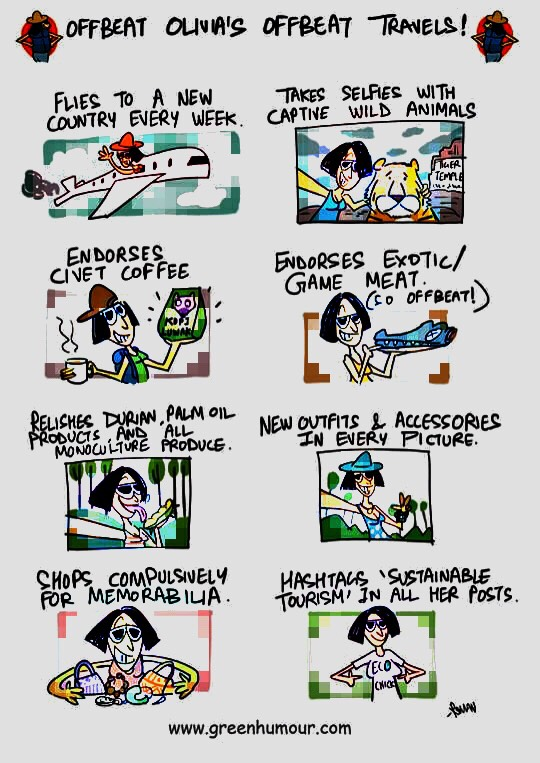 OFFBEAT OLIVIA'S OFFBEAT TRAVELS!
FLIES TO A NEW
COUNTRY EVERY WEEK.
TAKES SELFIES WITH
CAPTIVE WILD ANIMALS
TIGER
TEMPLE
ENDORSES
CIVET COFFEE
KOPI
LUWAK
ENDORSES EXOTIC/
GAME MEAT.
(SO OFFBEAT!)
RELISHES DURIAN, PALM OIL
PRODUCTS, AND ALL
MONOCULTURE PRODUCE.
NEW OUTFITS & ACCESSORIES
IN EVERY PICTURE.
SHOPS COMPULSIVELY
FOR MEMORABILIA.
HASHTAGS 'SUSTAINABLE
TOURISM' IN ALL HER POSTS.
ECO
CHICK
www.greenhumour.com